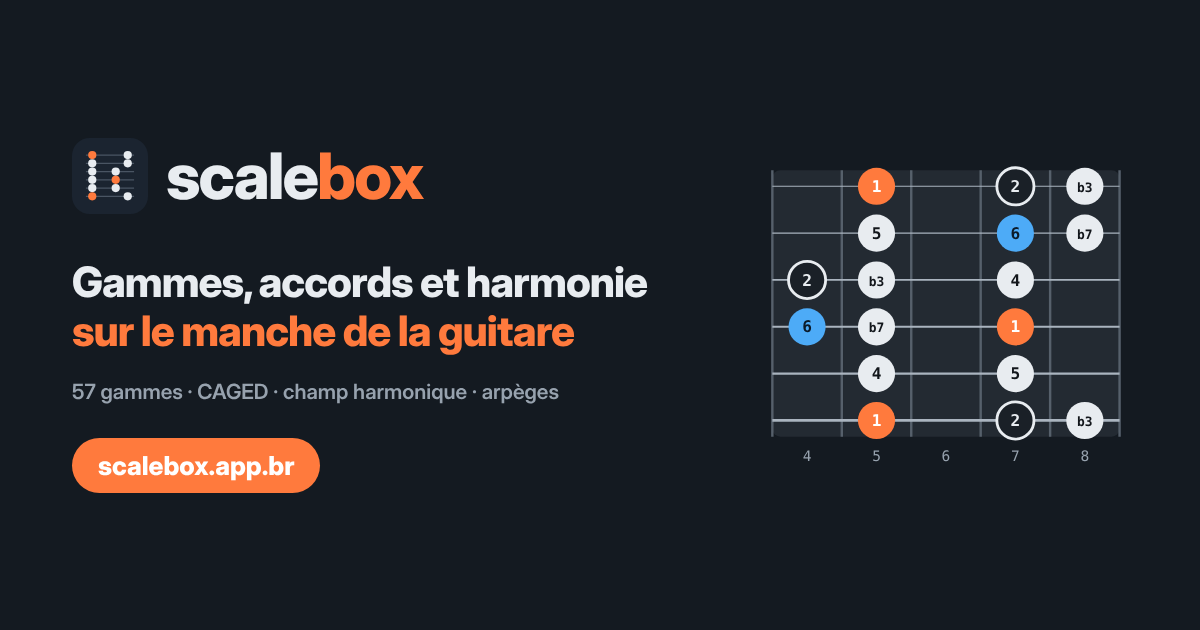 scalebox
Gammes, accords et harmonie
sur le manche de la guitare
57 gammes · CAGED · champ harmonique · arpèges
scalebox.app.br
1 2 b3
5 6 b7
2 b3 4
6 b7 1
4 5
1 2 b3
4 5 6 7 8